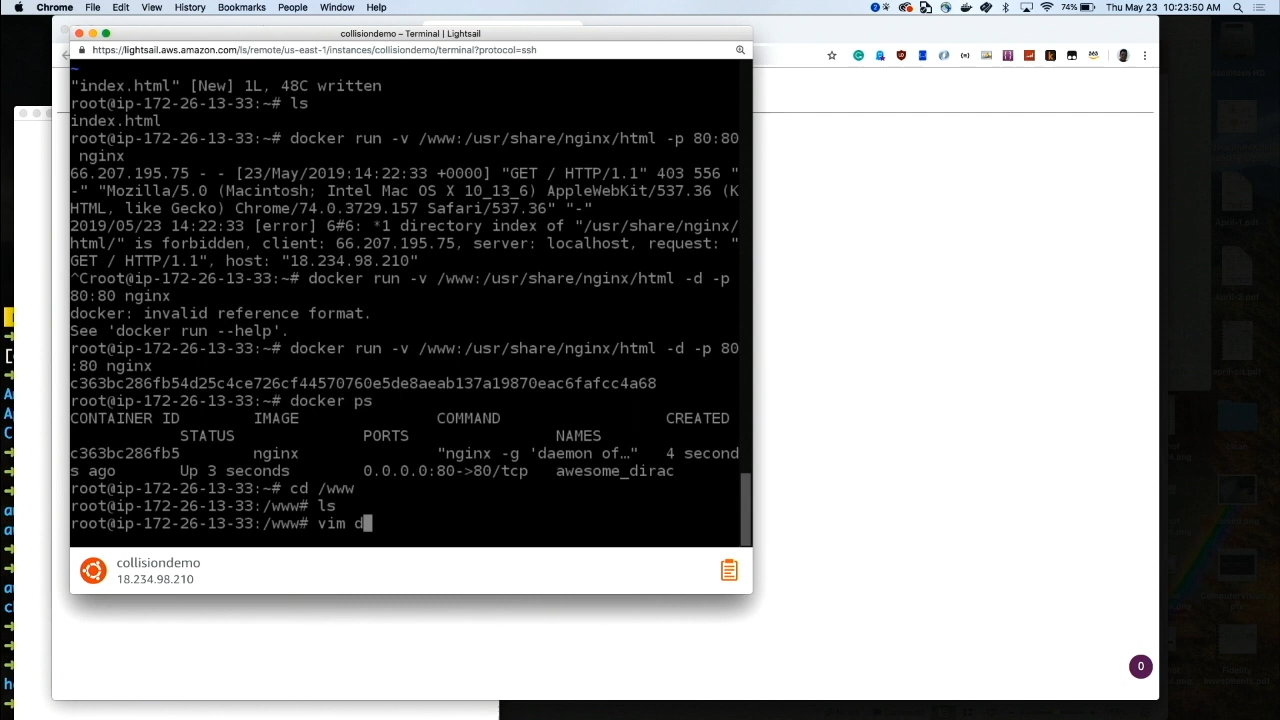 Chrome File Edit View History Bookmarks People Window Help
2 74% Thu May 23 10:23:50 AM
collisiondemo – Terminal | Lightsail
https://lightsail.aws.amazon.com/ls/remote/us-east-1/instances/collisiondemo/terminal?protocol=ssh
~
"index.html" [New] 1L, 48C written
root@ip-172-26-13-33:~# ls
index.html
root@ip-172-26-13-33:~# docker run -v /www:/usr/share/nginx/html -p 80:80
 nginx
66.207.195.75 - - [23/May/2019:14:22:33 +0000] "GET / HTTP/1.1" 403 556 "
-" "Mozilla/5.0 (Macintosh; Intel Mac OS X 10_13_6) AppleWebKit/537.36 (K
HTML, like Gecko) Chrome/74.0.3729.157 Safari/537.36" "-"
2019/05/23 14:22:33 [error] 6#6: *1 directory index of "/usr/share/nginx/
html/" is forbidden, client: 66.207.195.75, server: localhost, request: "
GET / HTTP/1.1", host: "18.234.98.210"
^Croot@ip-172-26-13-33:~# docker run -v /www:/usr/share/nginx/html -d -p
80:80 nginx
docker: invalid reference format.
See 'docker run --help'.
root@ip-172-26-13-33:~# docker run -v /www:/usr/share/nginx/html -d -p 80
:80 nginx
c363bc286fb54d25c4ce726cf44570760e5de8aeab137a19870eac6fafcc4a68
root@ip-172-26-13-33:~# docker ps
CONTAINER ID IMAGE COMMAND CREATED
STATUS PORTS NAMES
c363bc286fb5 nginx "nginx -g 'daemon of…" 4 second
s ago Up 3 seconds 0.0.0.0:80->80/tcp awesome_dirac
root@ip-172-26-13-33:~# cd /www
root@ip-172-26-13-33:/www# ls
root@ip-172-26-13-33:/www# vim d
collisiondemo
18.234.98.210
0